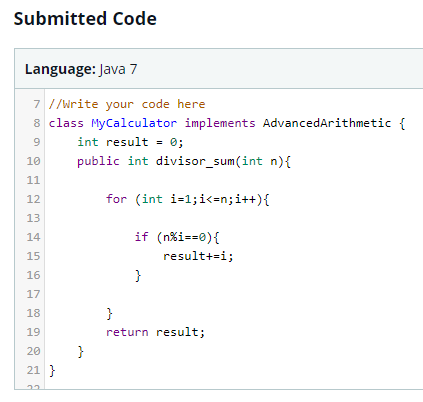 Submitted Code
Language: Java 7
7 //Write your code here
8 class MyCalculator implements AdvancedArithmetic {
9     int result = 0;
10     public int divisor_sum(int n){
11
12         for (int i=1;i<=n;i++){
13
14             if (n%i==0){
15                 result+=i;
16             }
17
18         }
19         return result;
20     }
21 }
22